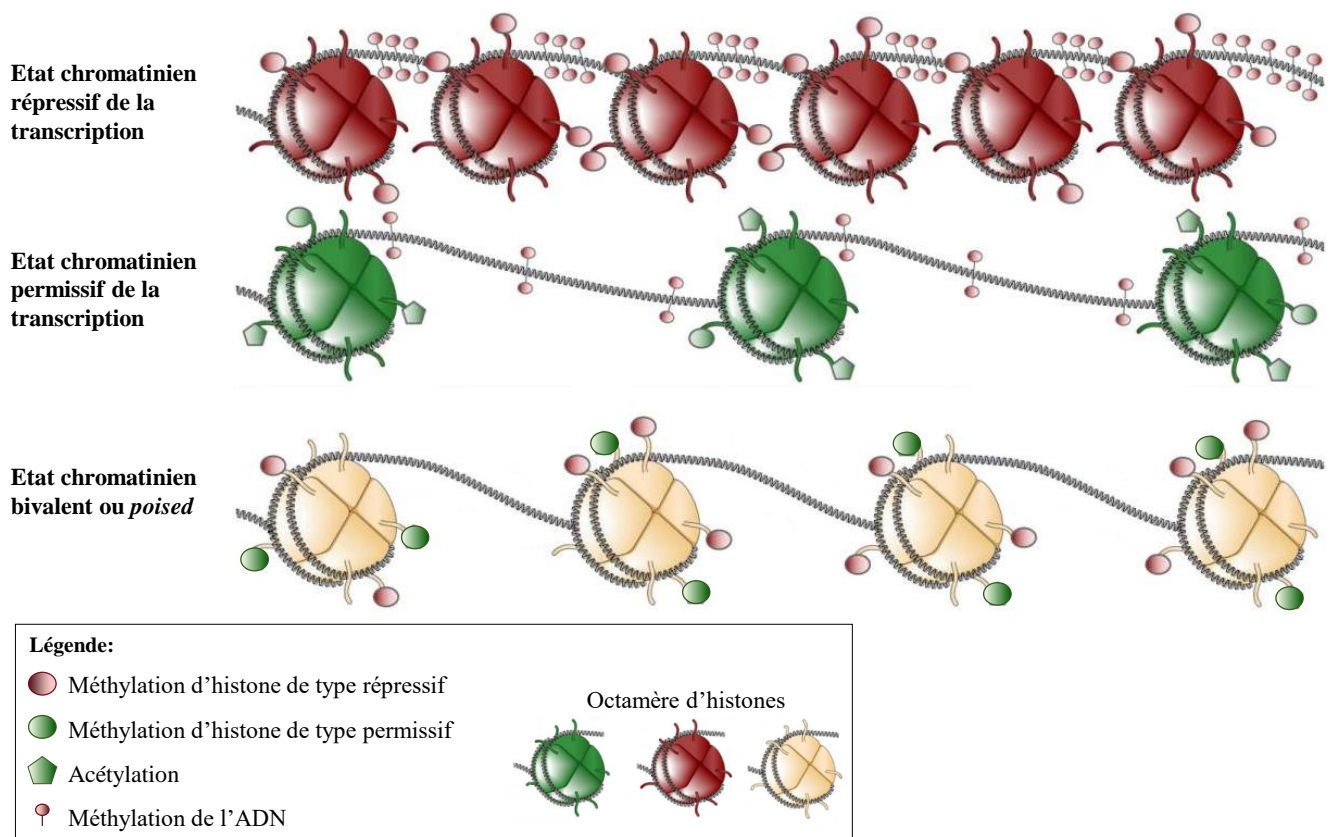 Etat chromatinien
répressif de la
transcription
Etat chromatinien
permissif de la
transcription
Etat chromatinien
bivalent ou poised
Légende:
Méthylation d’histone de type répressif
Méthylation d’histone de type permissif
Acétylation
Méthylation de l’ADN
Octamère d’histones